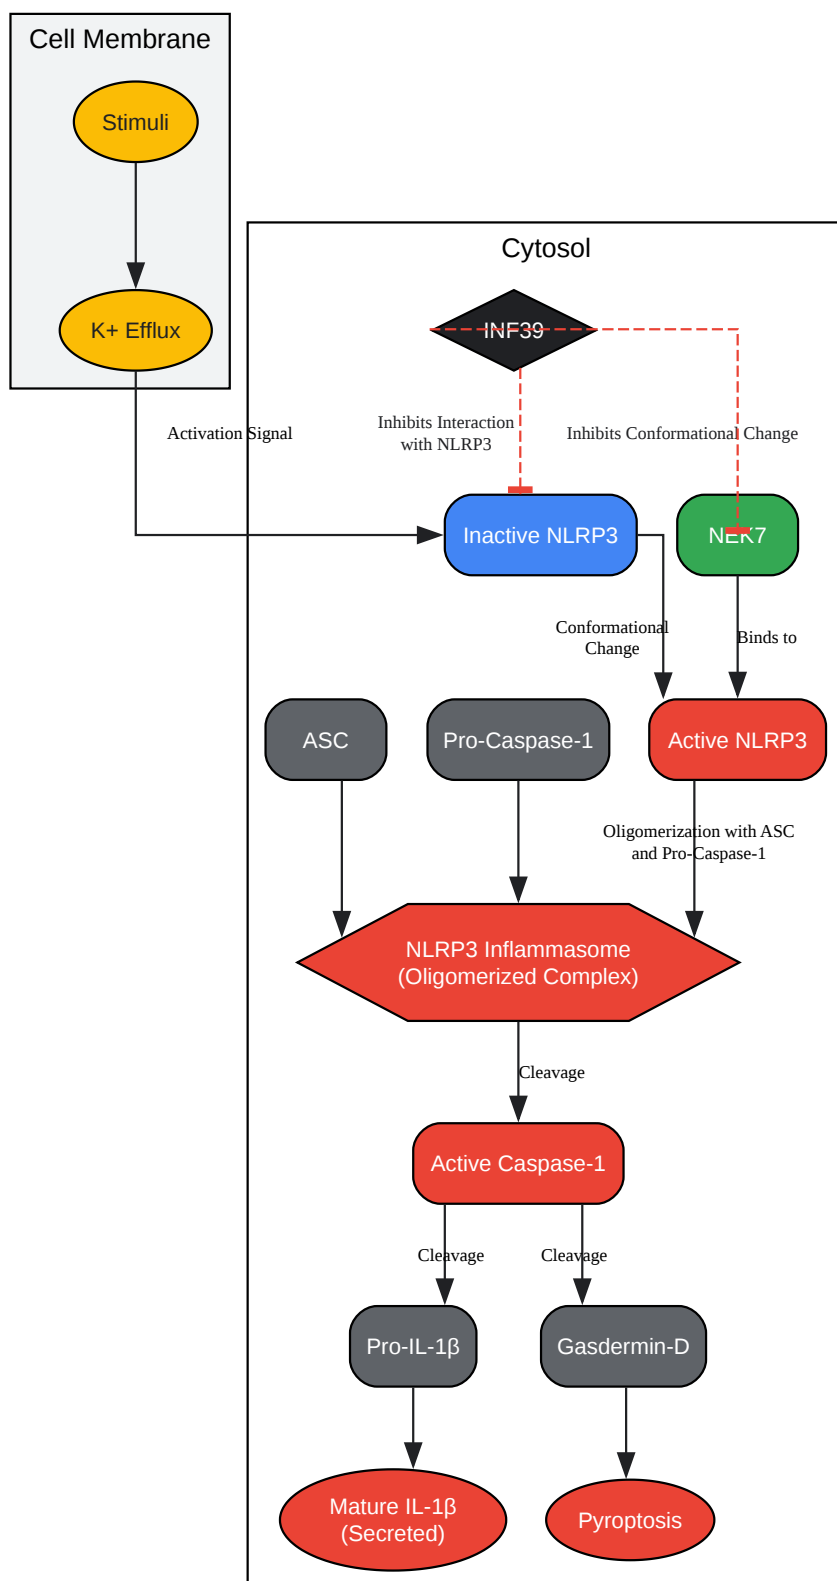 Cell Membrane
Stimuli
K+ Efflux
Cytosol
INF39
Activation Signal
Inhibits Interaction
with NLRP3
Inhibits Conformational Change
Inactive NLRP3
NEK7
Conformational
Change
Binds to
ASC
Pro-Caspase-1
Active NLRP3
Oligomerization with ASC
and Pro-Caspase-1
NLRP3 Inflammasome
(Oligomerized Complex)
Cleavage
Active Caspase-1
Cleavage
Cleavage
Pro-IL-1β
Gasdermin-D
Mature IL-1β
(Secreted)
Pyroptosis